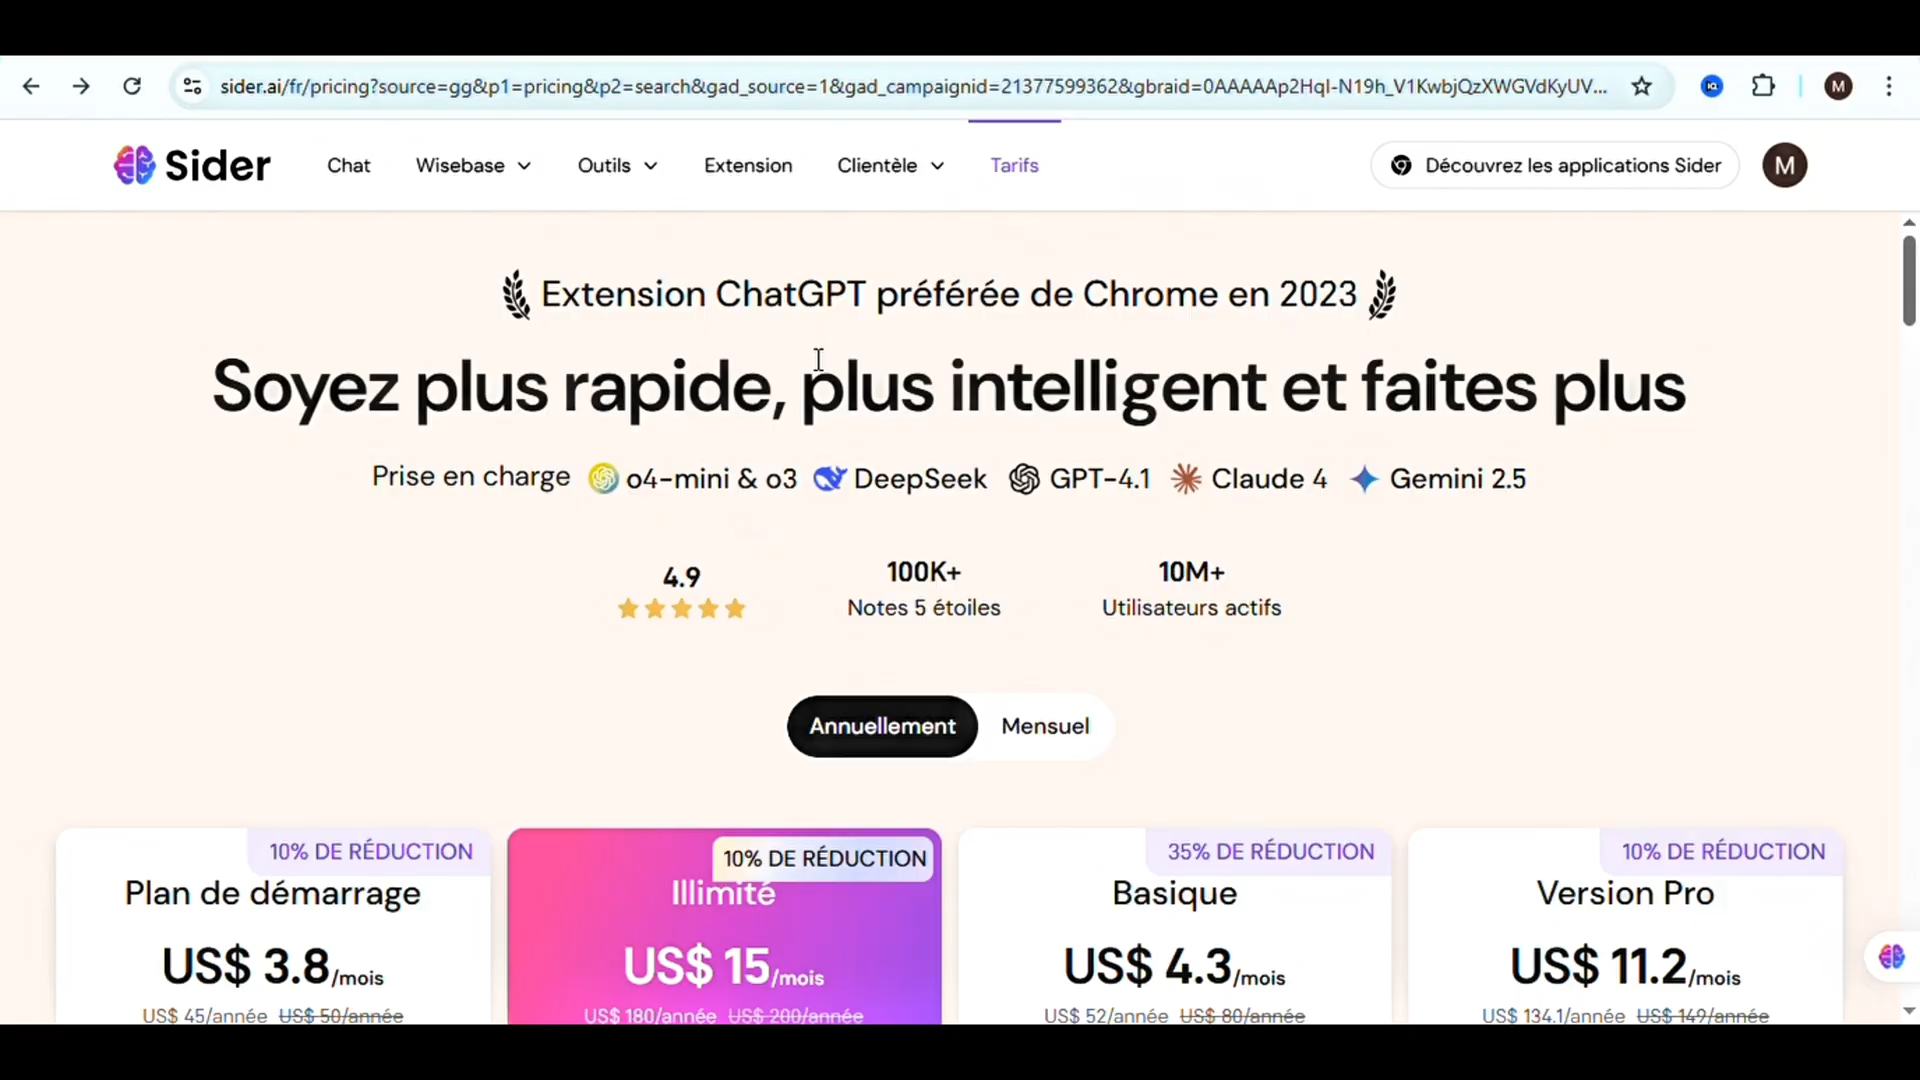 sider.ai/fr/pricing?source=gg&p1=pricing&p2=search&gad_source=1&gad_campaignid=21377599362&gbraid=0AAAAAp2HqI-N19h_V1KwbjQzXWGVdKyUV...
M
Sider
Chat
Wisebase
Outils
Extension
Clientèle
Tarifs
Découvrez les applications Sider
M
Extension ChatGPT préférée de Chrome en 2023
Soyez plus rapide, plus intelligent et faites plus
Prise en charge o4-mini & o3 DeepSeek GPT-4.1 Claude 4 Gemini 2.5
4.9
100K+
Notes 5 étoiles
10M+
Utilisateurs actifs
Annuellement
Mensuel
10% DE RÉDUCTION
Plan de démarrage
US$ 3.8/mois
US$ 45/année US$ 50/année
10% DE RÉDUCTION
Illimité
US$ 15/mois
US$ 180/année US$ 200/année
35% DE RÉDUCTION
Basique
US$ 4.3/mois
US$ 52/année US$ 80/année
10% DE RÉDUCTION
Version Pro
US$ 11.2/mois
US$ 134.1/année US$ 149/année